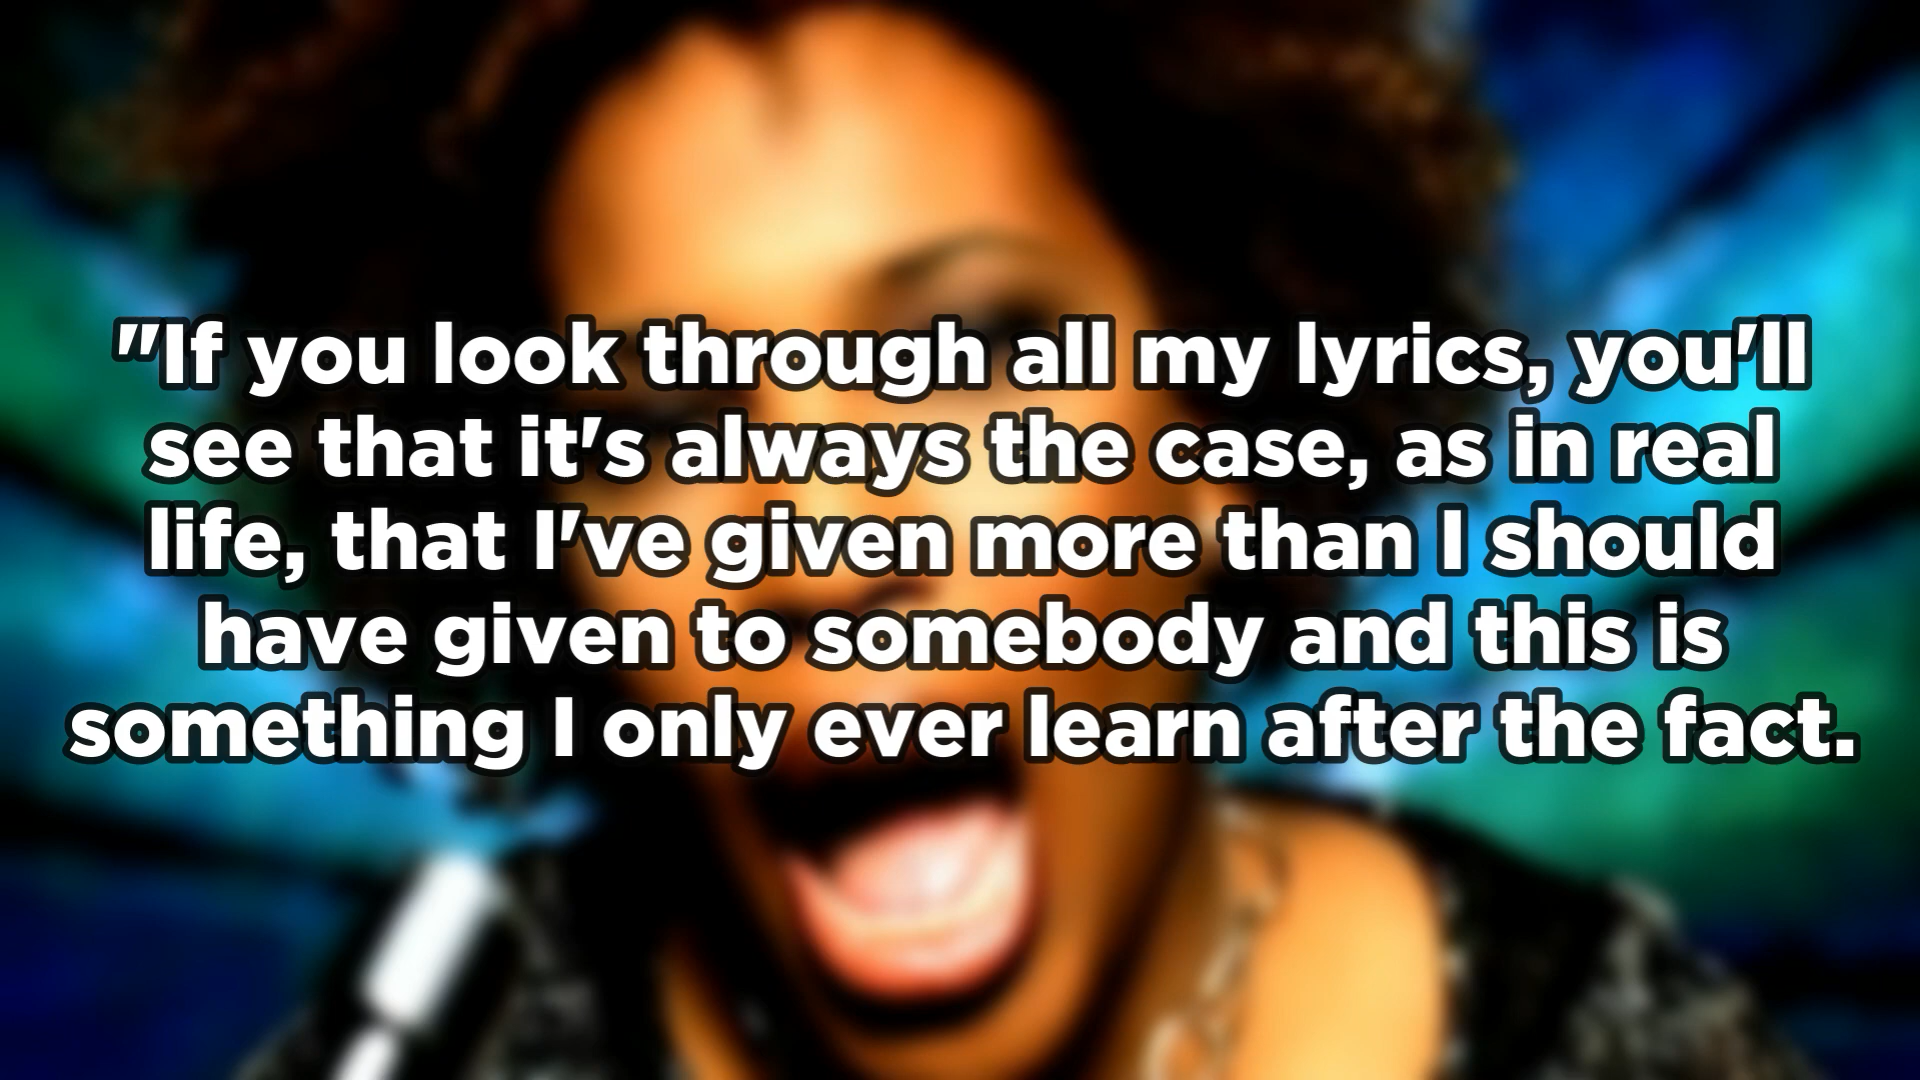 "If you look through all my lyrics, you'll
see that it's always the case, as in real
life, that I've given more than I should
have given to somebody and this is
something I only ever learn after the fact.